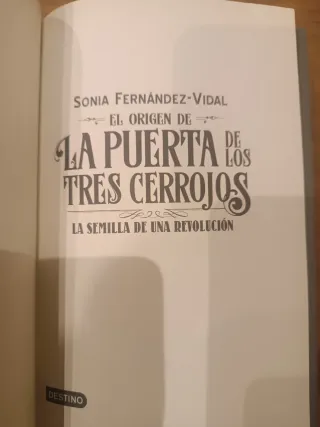 SONIA FERNÁNDEZ-VIDAL
EL ORIGEN DE
LA PUERTA DE LOS
TRES CERROJOS
LA SEMILLA DE UNA REVOLUCIÓN
DESTINO